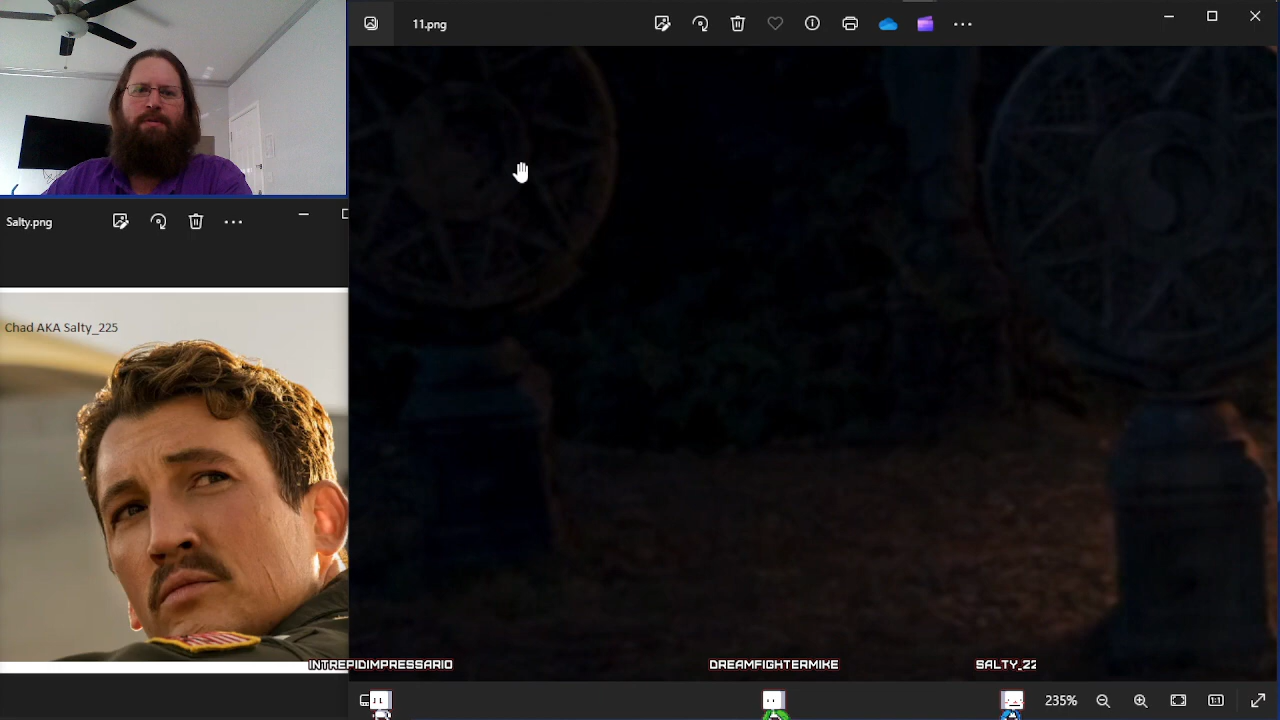 11.png
Salty.png
Chad AKA Salty_225
INTREPIDIMPRESSARIO
DREAMFIGHTERMIKE
SALTY_22
235%